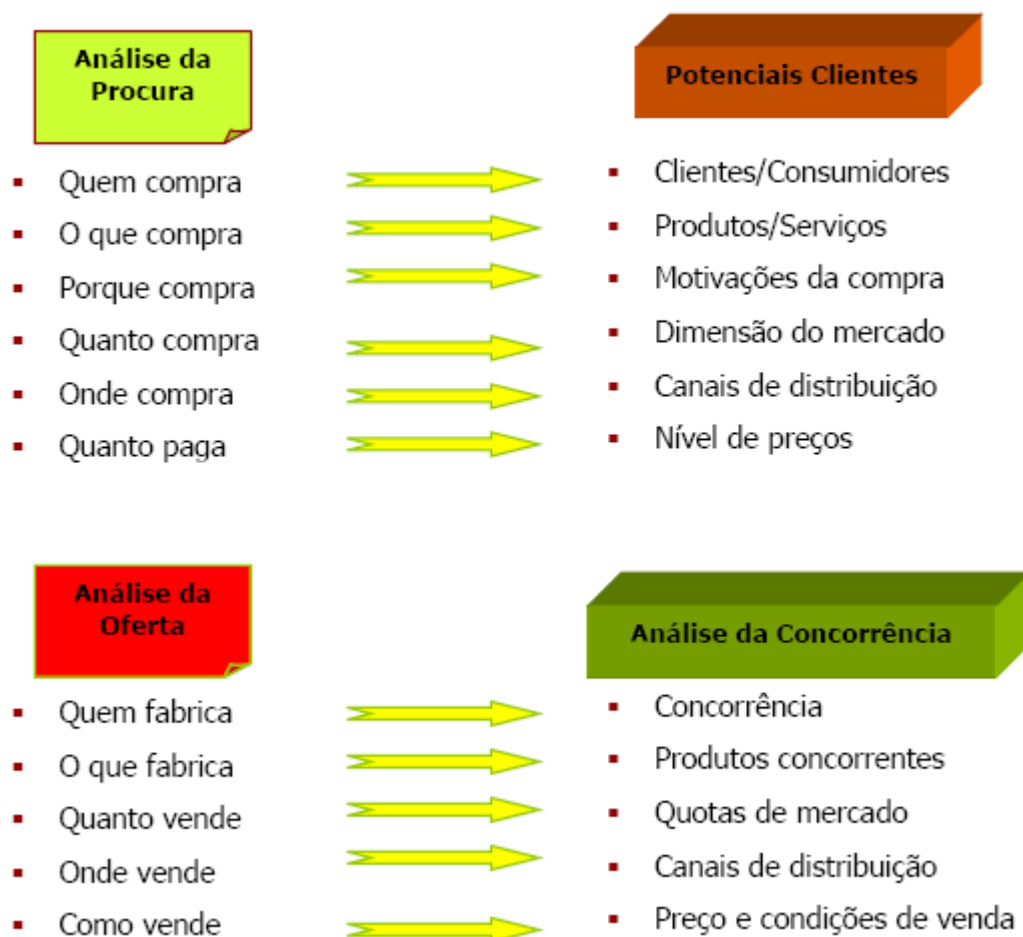 Análise da
Procura
Potenciais Clientes
Quem compra
Clientes/Consumidores
O que compra
Produtos/Serviços
Porque compra
Motivações da compra
Quanto compra
Dimensão do mercado
Onde compra
Canais de distribuição
Quanto paga
Nível de preços
Análise da
Oferta
Análise da Concorrência
Quem fabrica
Concorrência
O que fabrica
Produtos concorrentes
Quanto vende
Quotas de mercado
Onde vende
Canais de distribuição
Como vende
Preço e condições de venda